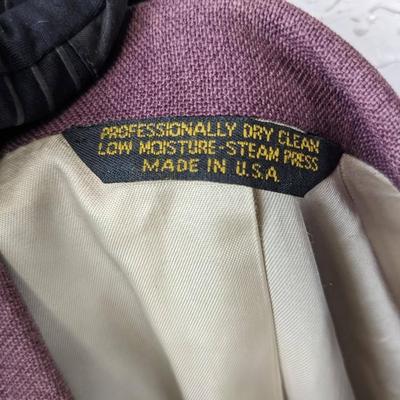 PROFESSIONALLY DRY CLEAN
LOW MOISTURE-STEAM PRESS
MADE IN U.S.A.